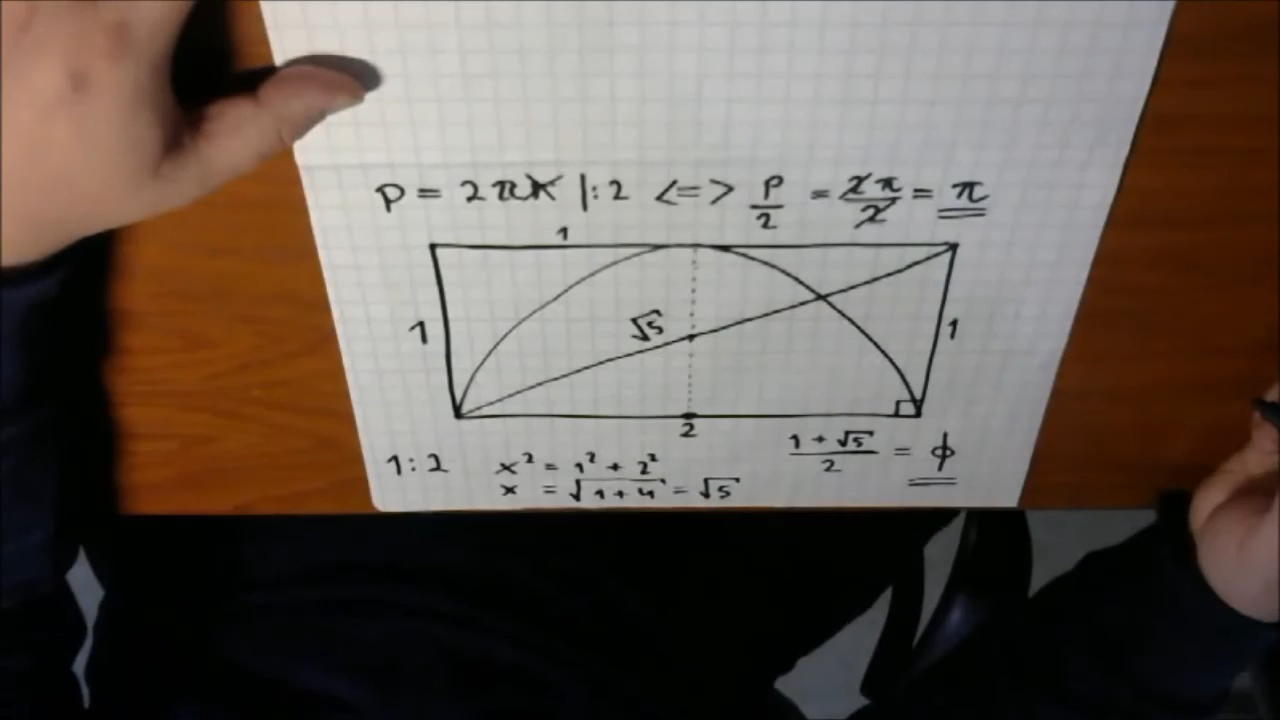 P = 2πr |:2 <=> P/2 = 2π/2 = π
1
1 √5 1
2
1:2
x² = 1² + 2²
x = √1+4 = √5
1+√5/2 = ϕ